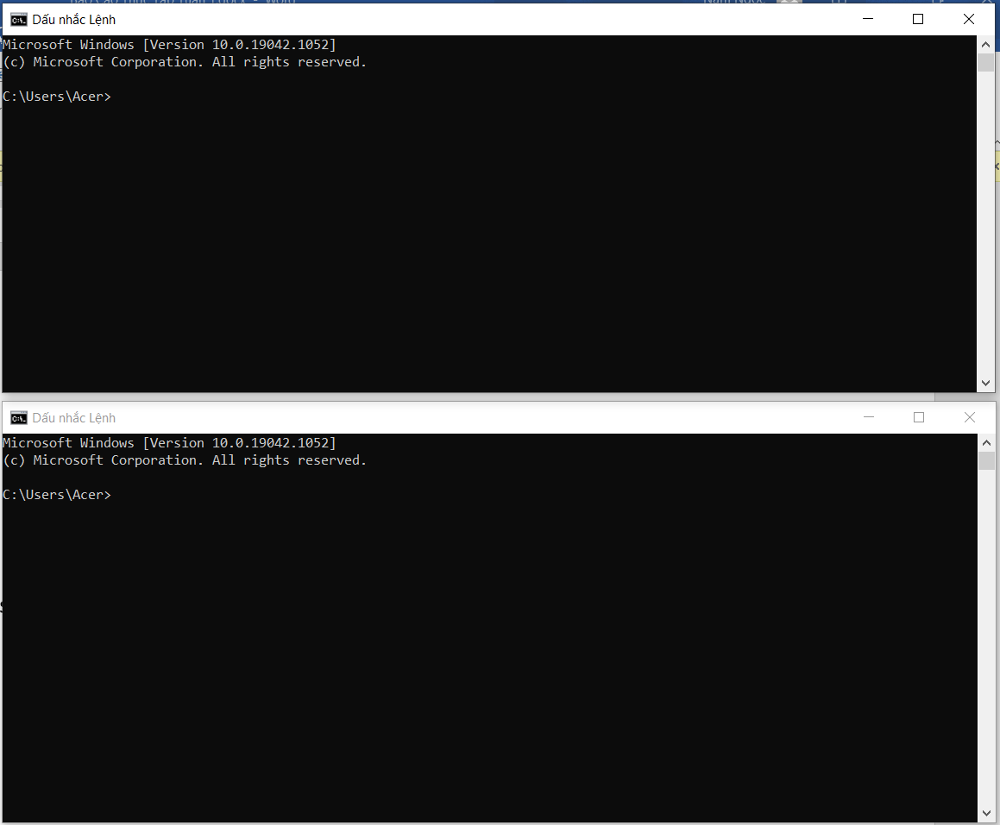 Dấu nhắc Lệnh
Microsoft Windows [Version 10.0.19042.1052]
(c) Microsoft Corporation. All rights reserved.
C:\Users\Acer>
Dấu nhắc Lệnh
Microsoft Windows [Version 10.0.19042.1052]
(c) Microsoft Corporation. All rights reserved.
C:\Users\Acer>